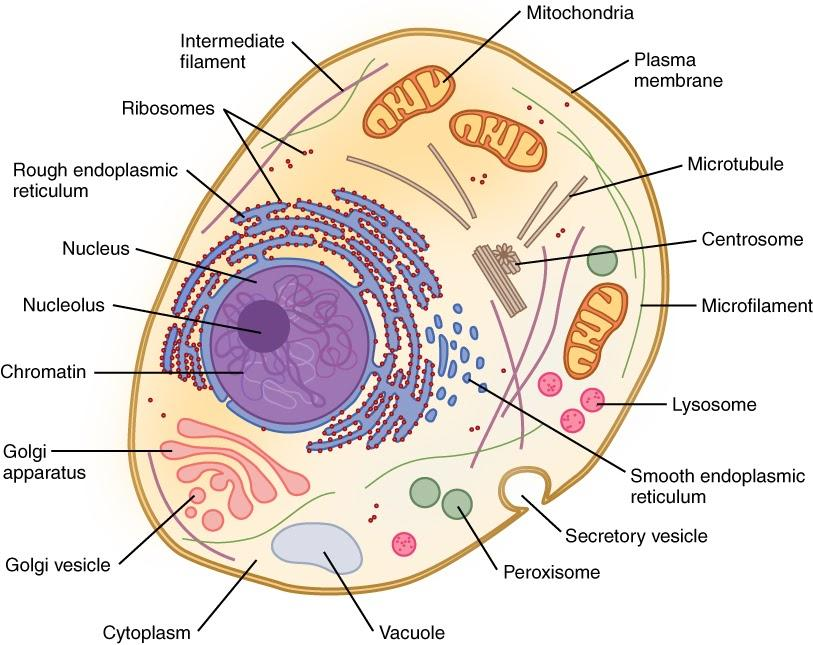 Mitochondria
Intermediate
filament
Plasma
membrane
Ribosomes
Rough endoplasmic
reticulum
Microtubule
Nucleus
Centrosome
Nucleolus
Microfilament
Chromatin
Lysosome
Golgi
apparatus
Smooth endoplasmic
reticulum
Secretory vesicle
Golgi vesicle
Peroxisome
Cytoplasm
Vacuole